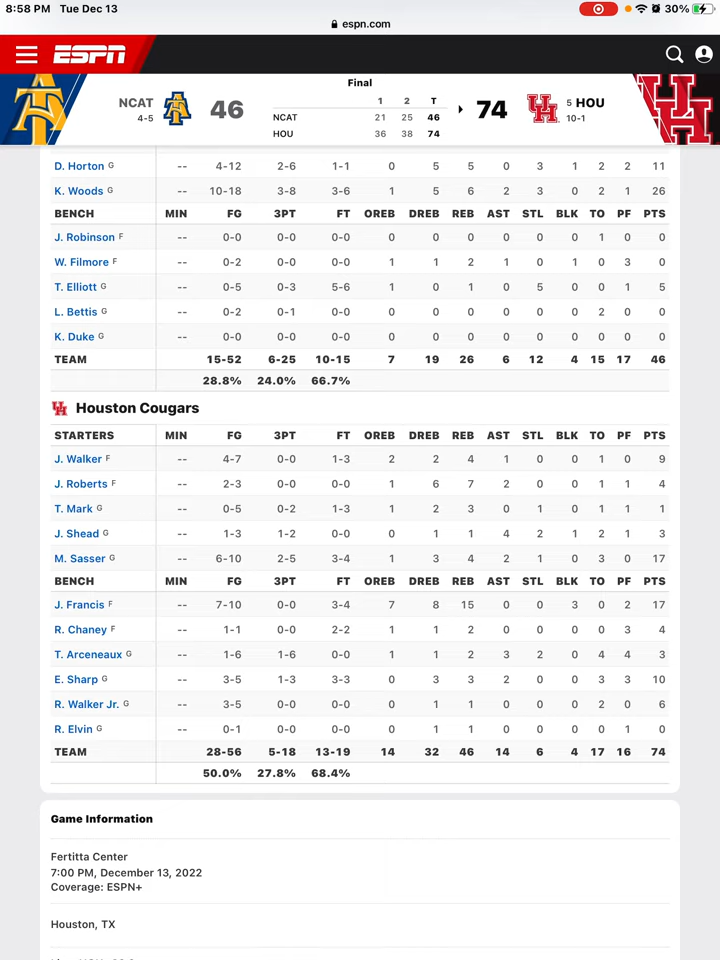 8:58 PM Tue Dec 13 30%
espn.com
ESPN
Final
NCAT 4-5 46
1 2 T
NCAT 21 25 46
HOU 36 38 74
74 5 HOU 10-1
D. Horton G -- 4-12 2-6 1-1 0 5 5 0 3 1 2 2 11
K. Woods G -- 10-18 3-8 3-6 1 5 6 2 3 0 2 1 26
BENCH MIN FG 3PT FT OREB DREB REB AST STL BLK TO PF PTS
J. Robinson F -- 0-0 0-0 0-0 0 0 0 0 0 0 1 0 0
W. Filmore F -- 0-2 0-0 0-0 1 1 2 1 0 1 0 3 0
T. Elliott G -- 0-5 0-3 5-6 1 0 1 0 5 0 0 1 5
L. Bettis G -- 0-2 0-1 0-0 0 0 0 0 0 0 2 0 0
K. Duke G -- 0-0 0-0 0-0 0 0 0 0 0 0 0 0 0
TEAM 15-52 6-25 10-15 7 19 26 6 12 4 15 17 46
28.8% 24.0% 66.7%
Houston Cougars
STARTERS MIN FG 3PT FT OREB DREB REB AST STL BLK TO PF PTS
J. Walker F -- 4-7 0-0 1-3 2 2 4 1 0 0 1 0 9
J. Roberts F -- 2-3 0-0 0-0 1 6 7 2 0 0 1 1 4
T. Mark G -- 0-5 0-2 1-3 1 2 3 0 1 0 1 1 1
J. Shead G -- 1-3 1-2 0-0 0 1 1 4 2 1 2 1 3
M. Sasser G -- 6-10 2-5 3-4 1 3 4 2 1 0 3 0 17
BENCH MIN FG 3PT FT OREB DREB REB AST STL BLK TO PF PTS
J. Francis F -- 7-10 0-0 3-4 7 8 15 0 0 3 0 2 17
R. Chaney F -- 1-1 0-0 2-2 1 1 2 0 0 0 0 3 4
T. Arceneaux G -- 1-6 1-6 0-0 1 1 2 3 2 0 4 4 3
E. Sharp G -- 3-5 1-3 3-3 0 3 3 2 0 0 3 3 10
R. Walker Jr. G -- 3-5 0-0 0-0 0 1 1 0 0 0 2 0 6
R. Elvin G -- 0-1 0-0 0-0 0 1 1 0 0 0 0 1 0
TEAM 28-56 5-18 13-19 14 32 46 14 6 4 17 16 74
50.0% 27.8% 68.4%
Game Information
Fertitta Center
7:00 PM, December 13, 2022
Coverage: ESPN+
Houston, TX